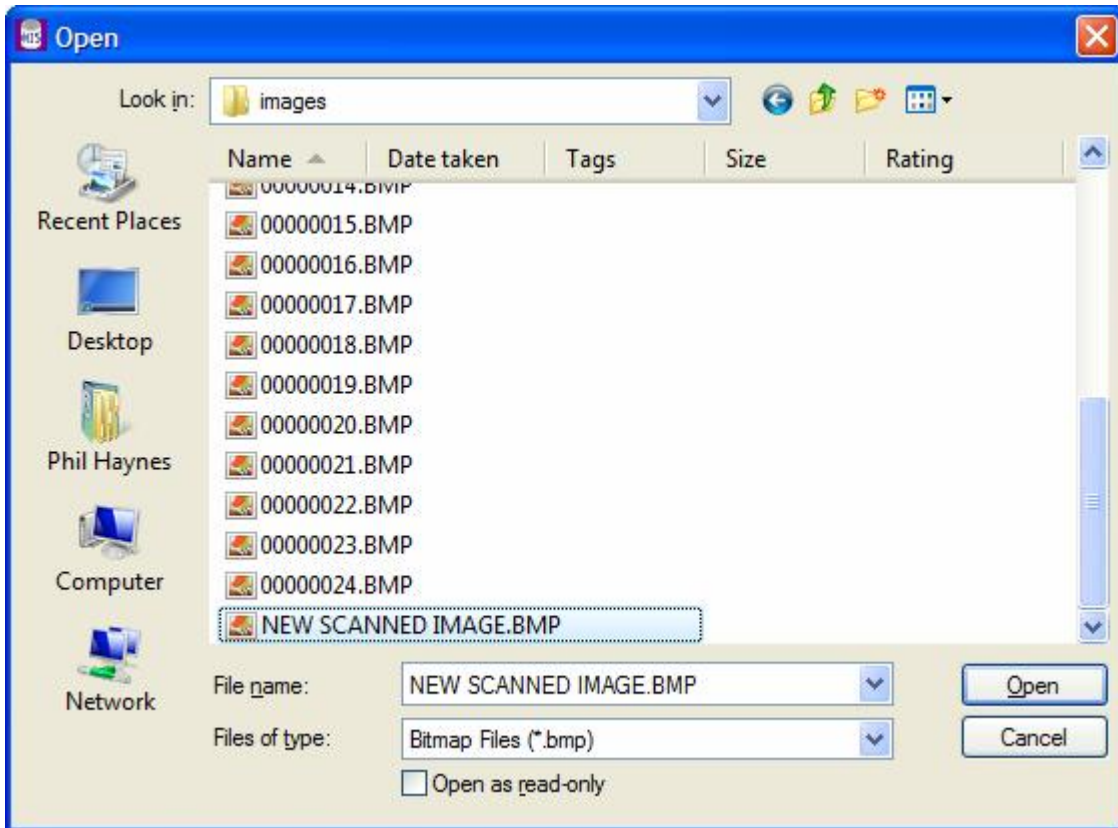 HIS Open
Look in: images
Name Date taken Tags Size Rating
00000014.BMP
00000015.BMP
00000016.BMP
00000017.BMP
00000018.BMP
00000019.BMP
00000020.BMP
00000021.BMP
00000022.BMP
00000023.BMP
00000024.BMP
NEW SCANNED IMAGE.BMP
Recent Places
Desktop
Phil Haynes
Computer
Network
File name: NEW SCANNED IMAGE.BMP Open
Files of type: Bitmap Files (*.bmp) Cancel
Open as read-only